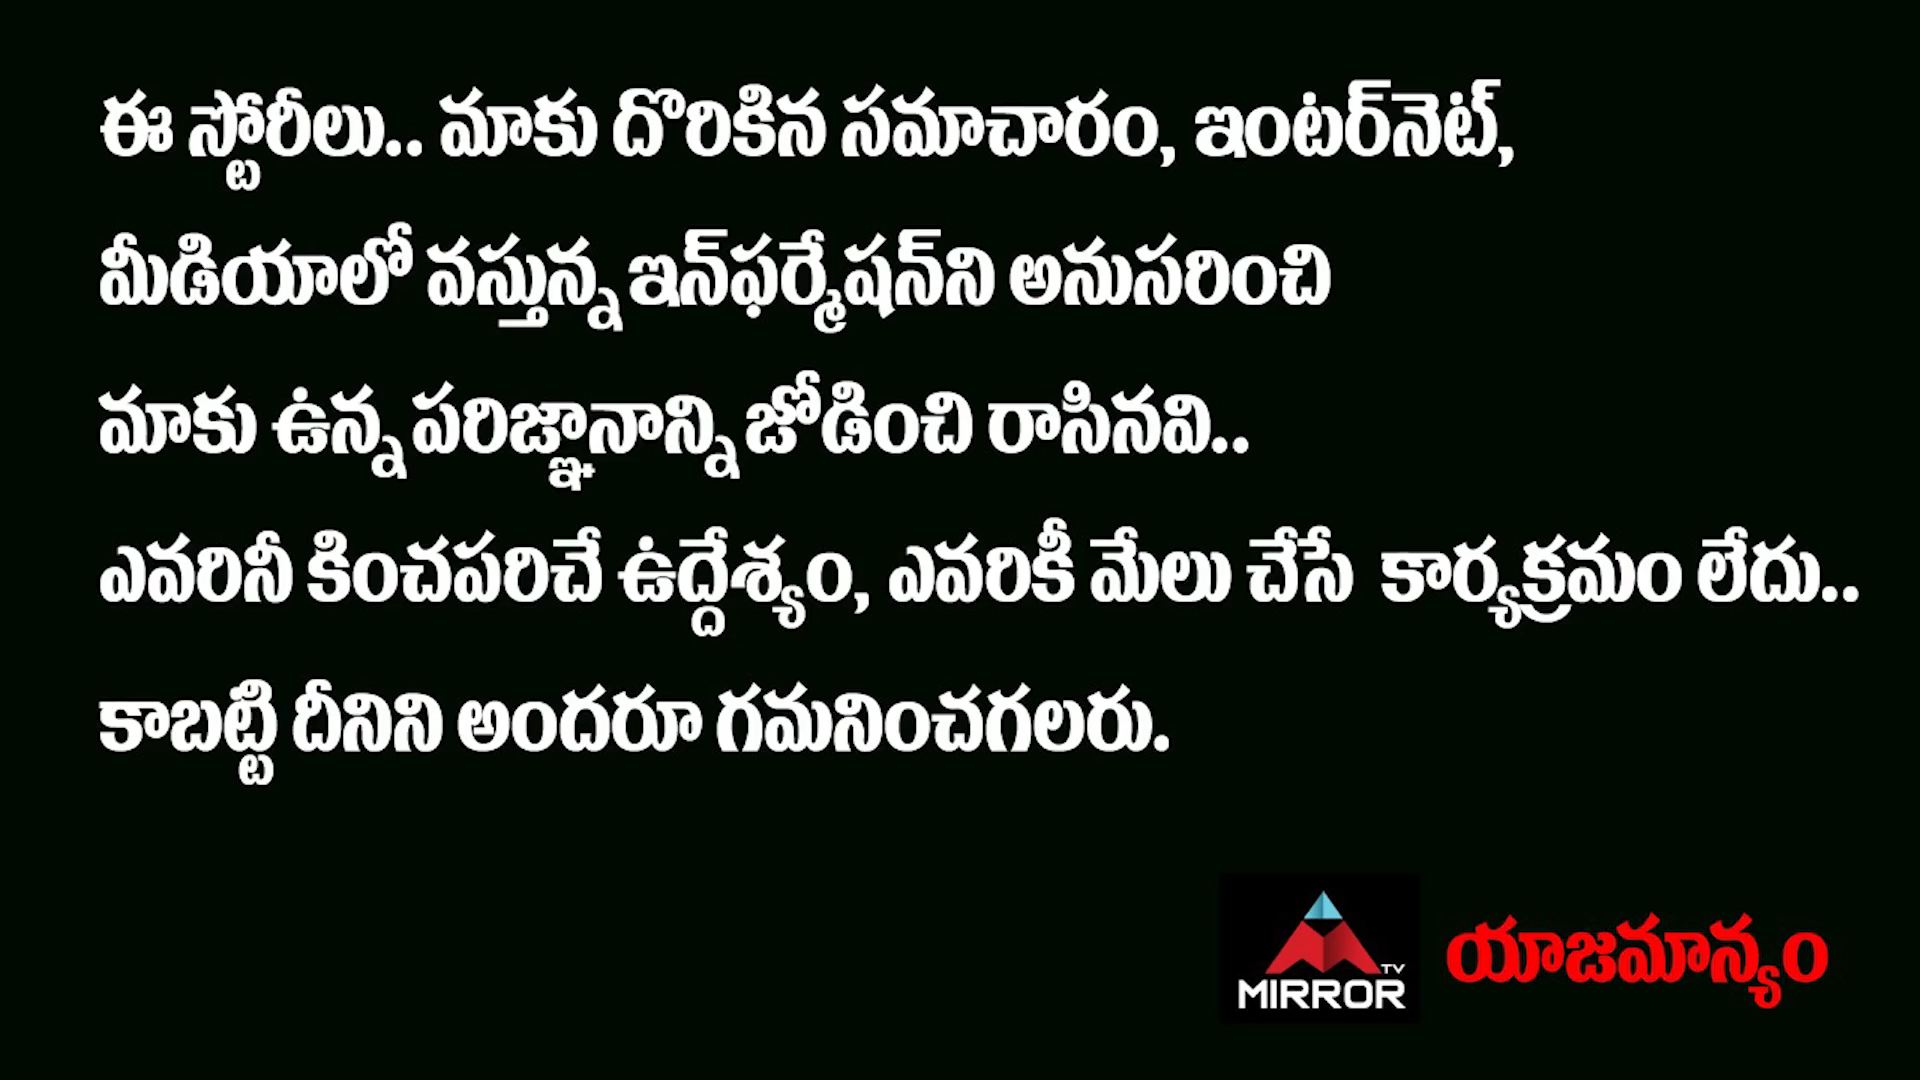 ఈ స్టోరీలు.. మాకు దొరికిన సమాచారం, ఇంటర్‌నెట్,
మీడియాలో వస్తున్న ఇన్‌ఫర్మేషన్‌ని అనుసరించి
మాకు ఉన్న పరిజ్ఞానాన్ని జోడించి రాసినవి..
ఎవరినీ కించపరిచే ఉద్దేశ్యం, ఎవరికీ మేలు చేసే కార్యక్రమం లేదు..
కాబట్టి దీనిని అందరూ గమనించగలరు.
TV
MIRROR
యాజమాన్యం